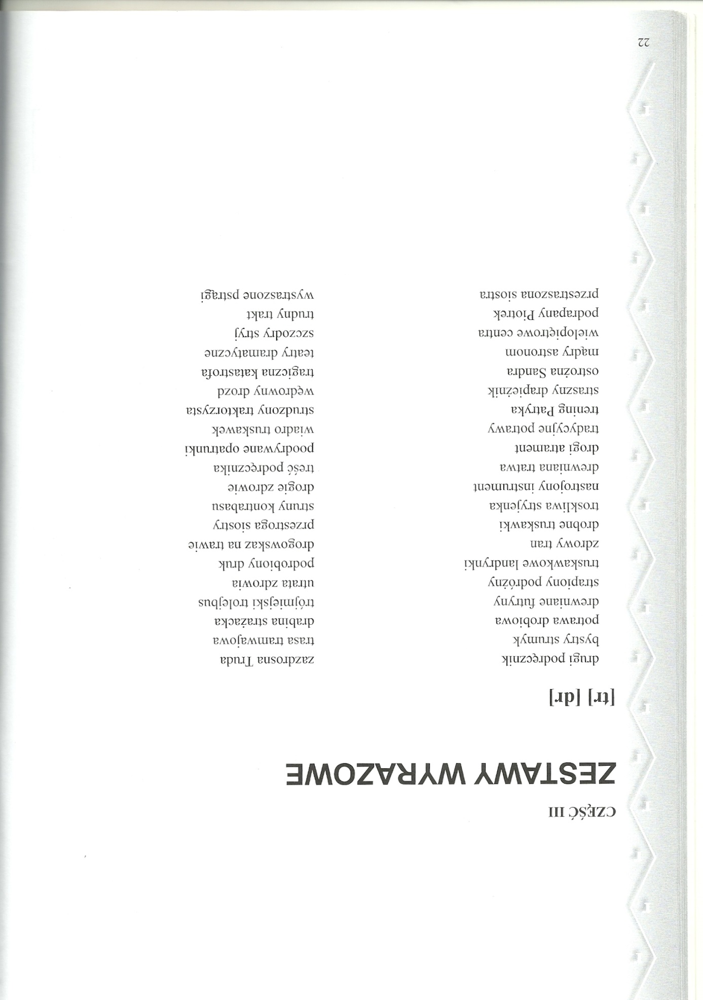 CZĘŚĆ III
ZESTAWY WYRAZOWE
[tr] [dr]
drugi podręcznik
bystry strumyk
potrawa drobiowa
drewniane futryny
strapiony podróżny
truskawkowe landrynki
zdrowy tran
drobne truskawki
troskliwa stryjenka
nastrojony instrument
drewniana tratwa
drogi atrament
tradycyjne potrawy
trening Patryka
straszny drapieżnik
ostrożna Sandra
mądry astronom
wielopiętrowe centra
podrapany Piotrek
przestraszona siostra
zazdrosna Truda
trasa tramwajowa
drabina strażacka
trójmiejski trolejbus
utrata zdrowia
podrobiony druk
drogowskaz na trawie
przestroga siostry
struny kontrabasu
drogie zdrowie
treść podręcznika
poodrywane opatrunki
wiadro truskawek
strudzony traktorzysta
wędrowny drozd
tragiczna katastrofa
teatry dramatyczne
szczodry stryj
trudny trakt
wystraszone pstrągi
22